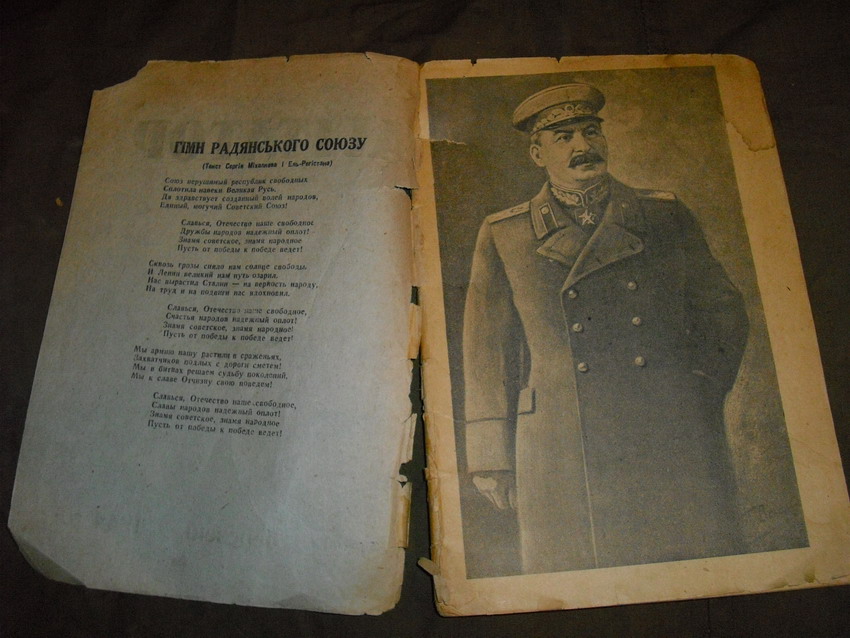 ГІМН РАДЯНСЬКОГО СОЮЗУ
(Текст Сергія Міхалкова і Ель-Регістана)
Союз нерушимый республик свободных
Сплотила навеки Великая Русь.
Да здравствует созданный волей народов,
Единый, могучий Советский Союз!
Славься, Отечество наше свободное
Дружбы народов надежный оплот!
Знамя советское, знамя народное
Пусть от победы к победе ведет!
Сквозь грозы сияло нам солнце свободы,
И Ленин великий нам путь озарил.
Нас вырастил Сталин — на верность народу,
На труд и на подвиги нас вдохновил.
Славься, Отечество наше свободное,
Счастья народов надежный оплот!
Знамя советское, знамя народное!
Пусть от победы к победе ведет!
Мы армию нашу растили в сраженьях,
Захватчиков подлых с дороги сметем!
Мы в битвах решаем судьбу поколений,
Мы к славе Отчизну свою поведем!
Славься, Отечество наше свободное,
Славы народов надежный оплот!
Знамя советское, знамя народное
Пусть от победы к победе ведет!